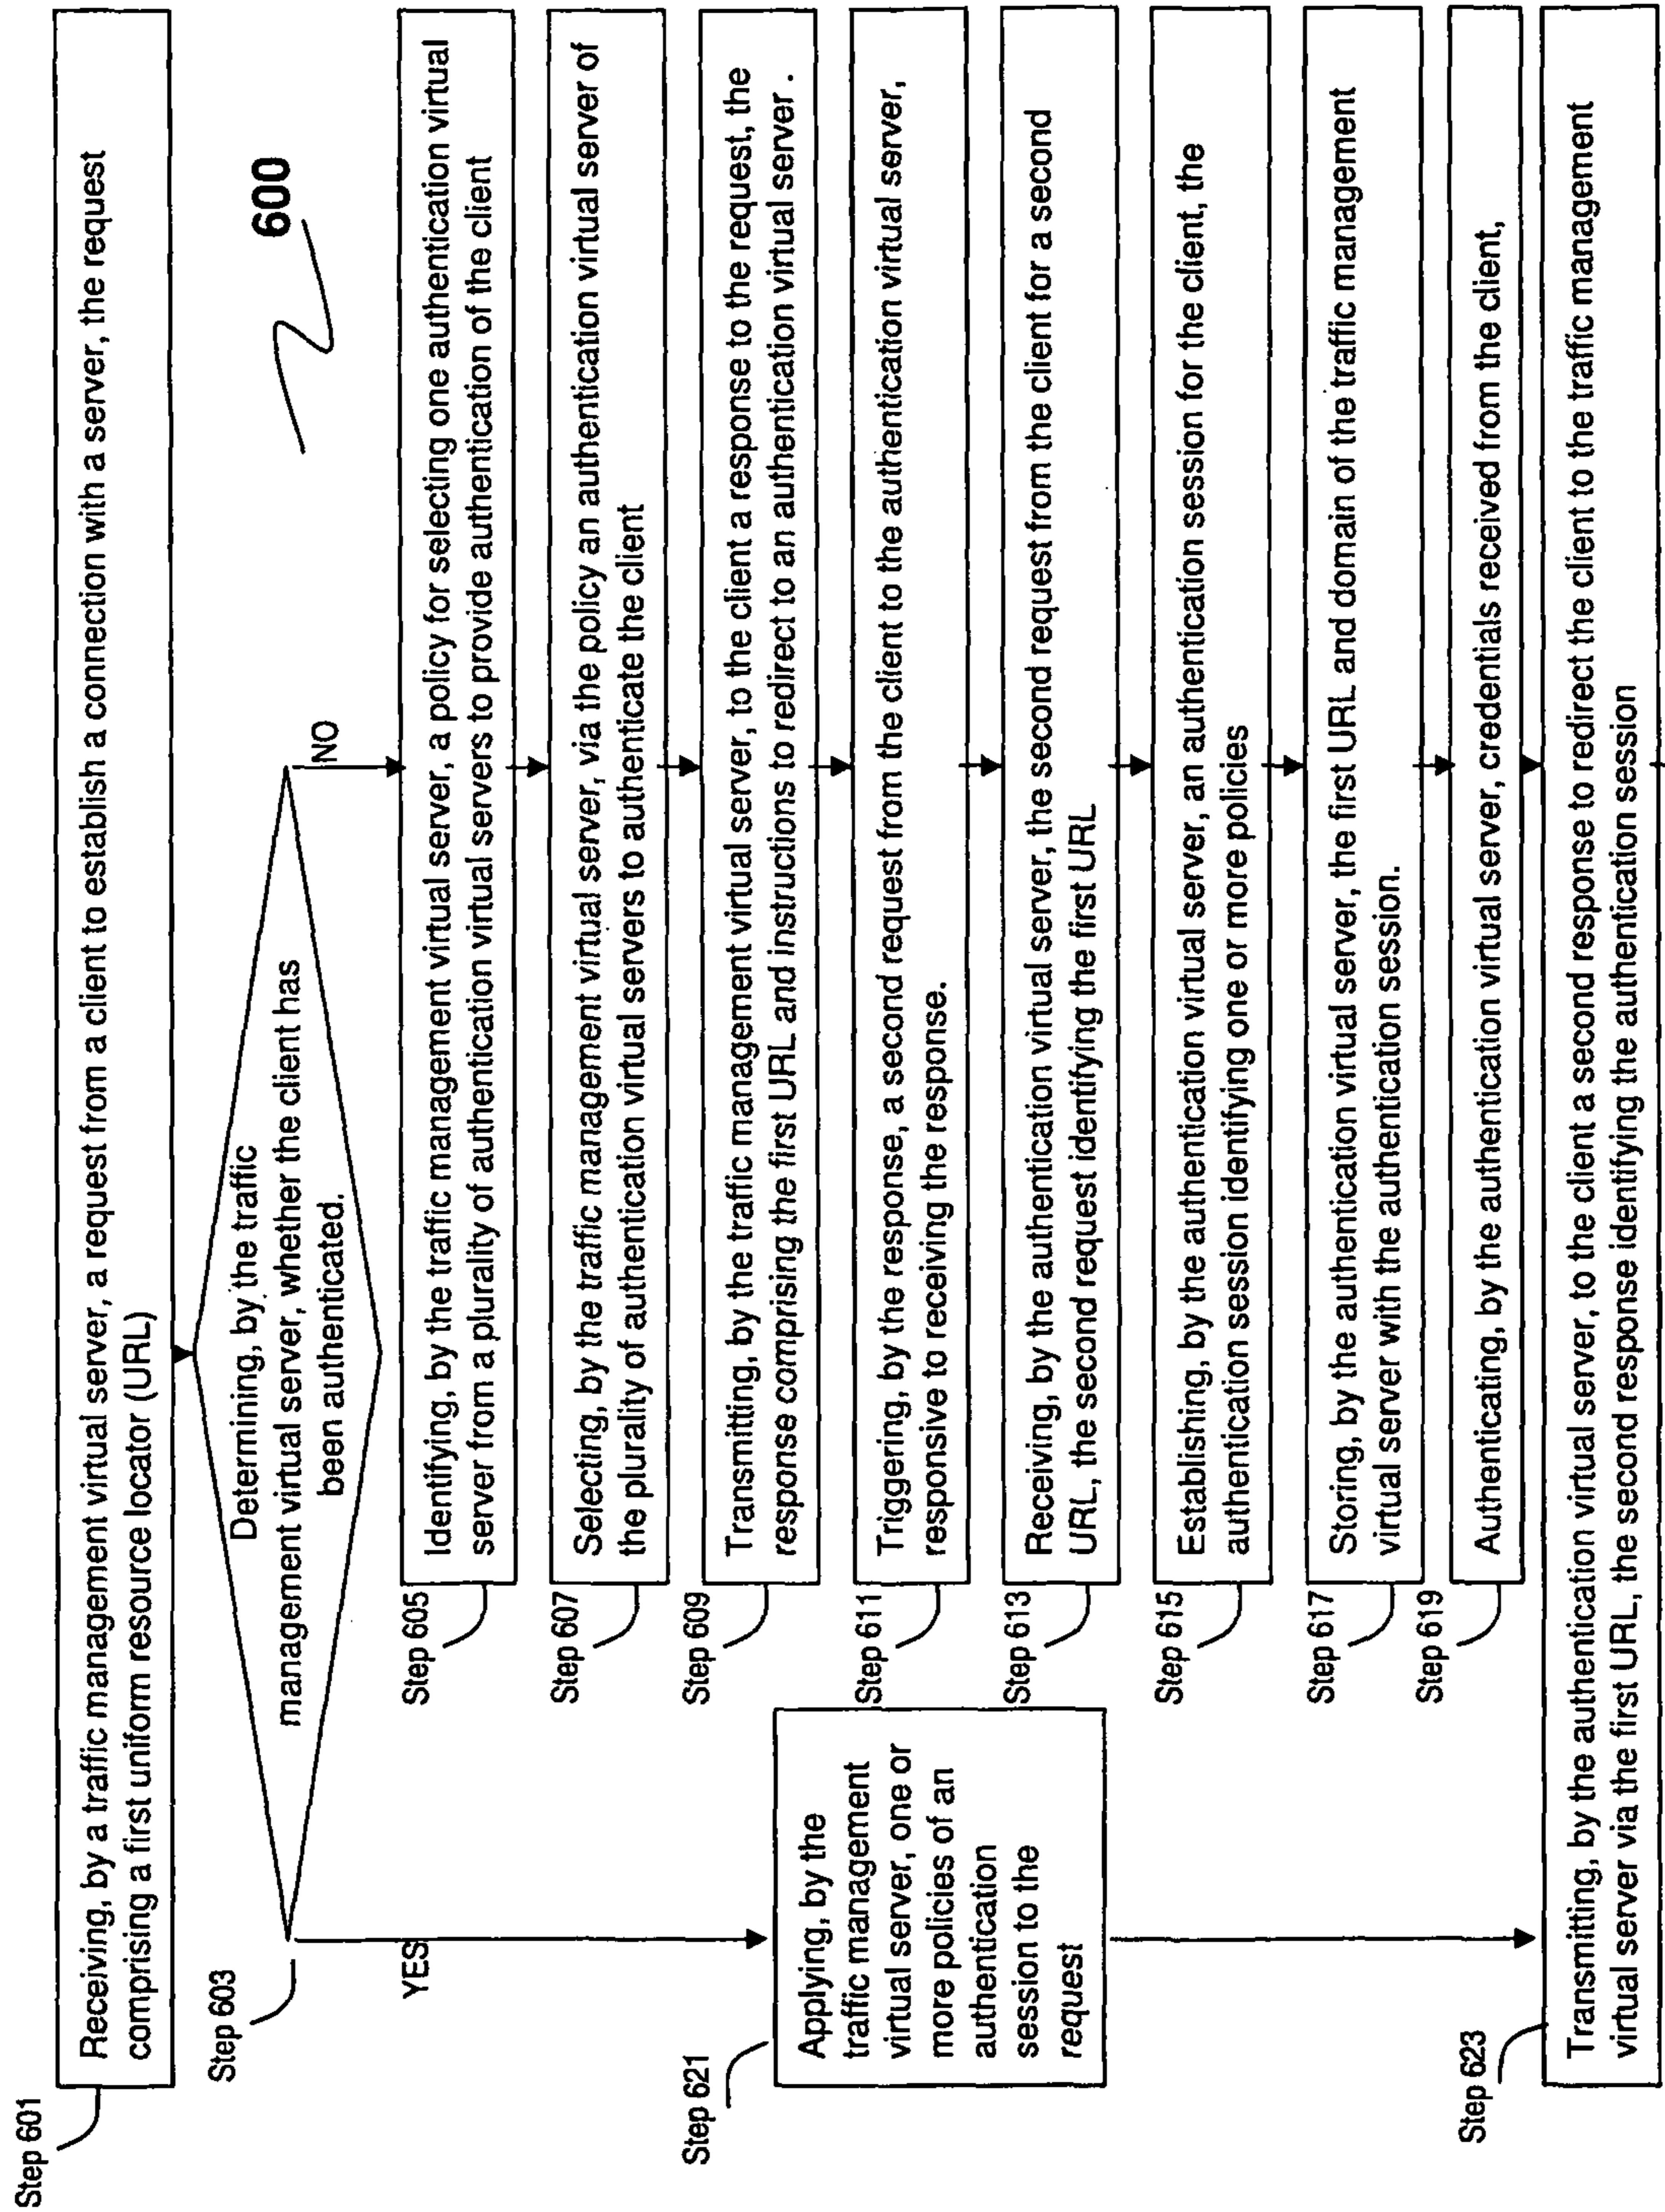 Step 601
Receiving, by a traffic management virtual server, a request from a client to establish a connection with a server, the request
comprising a first uniform resource locator (URL)
600
Step 603
Determining, by the traffic
management virtual server, whether the client has
been authenticated.
YES
NO
Step 605
Identifying, by the traffic management virtual server, a policy for selecting one authentication virtual
server from a plurality of authentication virtual servers to provide authentication of the client
Step 607
Selecting, by the traffic management virtual server, via the policy an authentication virtual server of
the plurality of authentication virtual servers to authenticate the client
Step 609
Transmitting, by the traffic management virtual server, to the client a response to the request, the
response comprising the first URL and instructions to redirect to an authentication virtual server .
Step 611
Triggering, by the response, a second request from the client to the authentication virtual server,
responsive to receiving the response.
Step 613
Receiving, by the authentication virtual server, the second request from the client for a second
URL, the second request identifying the first URL
Step 615
Establishing, by the authentication virtual server, an authentication session for the client, the
authentication session identifying one or more policies
Step 617
Storing, by the authentication virtual server, the first URL and domain of the traffic management
virtual server with the authentication session.
Step 619
Authenticating, by the authentication virtual server, credentials received from the client,
Step 621
Applying, by the
traffic management
virtual server, one or
more policies of an
authentication
session to the
request
Step 623
Transmitting, by the authentication virtual server, to the client a second response to redirect the client to the traffic management
virtual server via the first URL, the second response identifying the authentication session